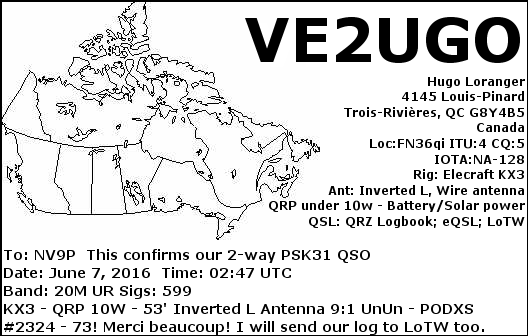 VE2UGO
Hugo Loranger
4145 Louis-Pinard
Trois-Rivières, QC G8Y4B5
Canada
Loc:FN36qi ITU:4 CQ:5
IOTA:NA-128
Rig: Elecraft KX3
Ant: Inverted L, Wire antenna
QRP under 10w - Battery/Solar power
QSL: QRZ Logbook; eQSL; LoTW
To: NV9P  This confirms our 2-way PSK31 QSO
Date: June 7, 2016  Time: 02:47 UTC
Band: 20M UR Sigs: 599
KX3 - QRP 10W - 53' Inverted L Antenna 9:1 UnUn - PODXS
#2324 - 73! Merci beaucoup! I will send our log to LoTW too.